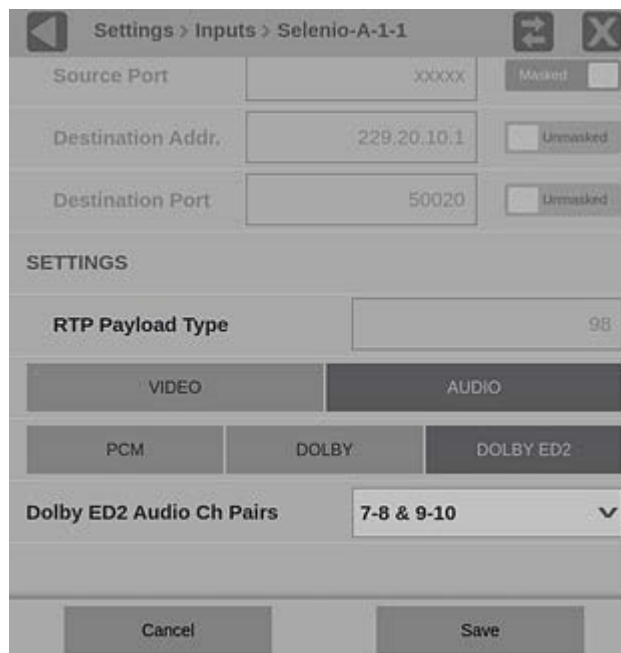 Settings > Inputs > Selenio-A-1-1
Source Port xxxxx Masked
Destination Addr. 229.20.10.1 Unmasked
Destination Port 50020 Unmasked
SETTINGS
RTP Payload Type 98
VIDEO AUDIO
PCM DOLBY DOLBY ED2
Dolby ED2 Audio Ch Pairs 7-8 & 9-10
Cancel Save